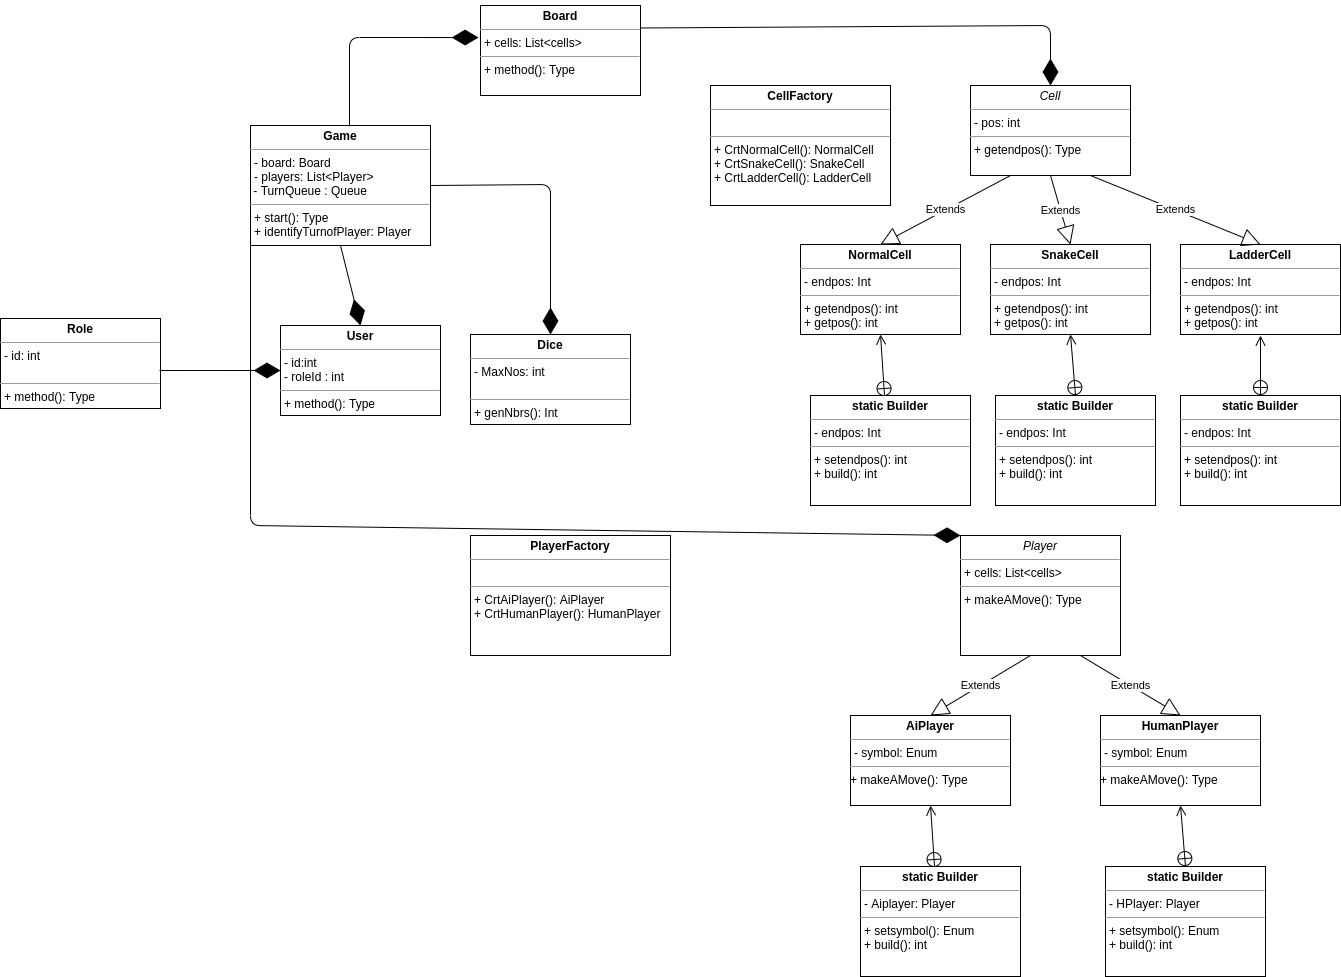 Board
+ cells: List<cells>
+ method(): Type
CellFactory
+ CrtNormalCell(): NormalCell
+ CrtSnakeCell(): SnakeCell
+ CrtLadderCell(): LadderCell
Cell
- pos: int
+ getendpos(): Type
Game
- board: Board
- players: List<Player>
- TurnQueue : Queue
+ start(): Type
+ identifyTurnofPlayer: Player
Extends
Extends
Extends
NormalCell
- endpos: Int
+ getendpos(): int
+ getpos(): int
SnakeCell
- endpos: Int
+ getendpos(): int
+ getpos(): int
LadderCell
- endpos: Int
+ getendpos(): int
+ getpos(): int
Role
- id: int
+ method(): Type
User
- id:int
- roleId : int
+ method(): Type
Dice
- MaxNos: int
+ genNbrs(): Int
static Builder
- endpos: Int
+ setendpos(): int
+ build(): int
static Builder
- endpos: Int
+ setendpos(): int
+ build(): int
static Builder
- endpos: Int
+ setendpos(): int
+ build(): int
PlayerFactory
+ CrtAiPlayer(): AiPlayer
+ CrtHumanPlayer(): HumanPlayer
Player
+ cells: List<cells>
+ makeAMove(): Type
Extends
Extends
AiPlayer
- symbol: Enum
+ makeAMove(): Type
HumanPlayer
- symbol: Enum
+ makeAMove(): Type
static Builder
- Aiplayer: Player
+ setsymbol(): Enum
+ build(): int
static Builder
- HPlayer: Player
+ setsymbol(): Enum
+ build(): int